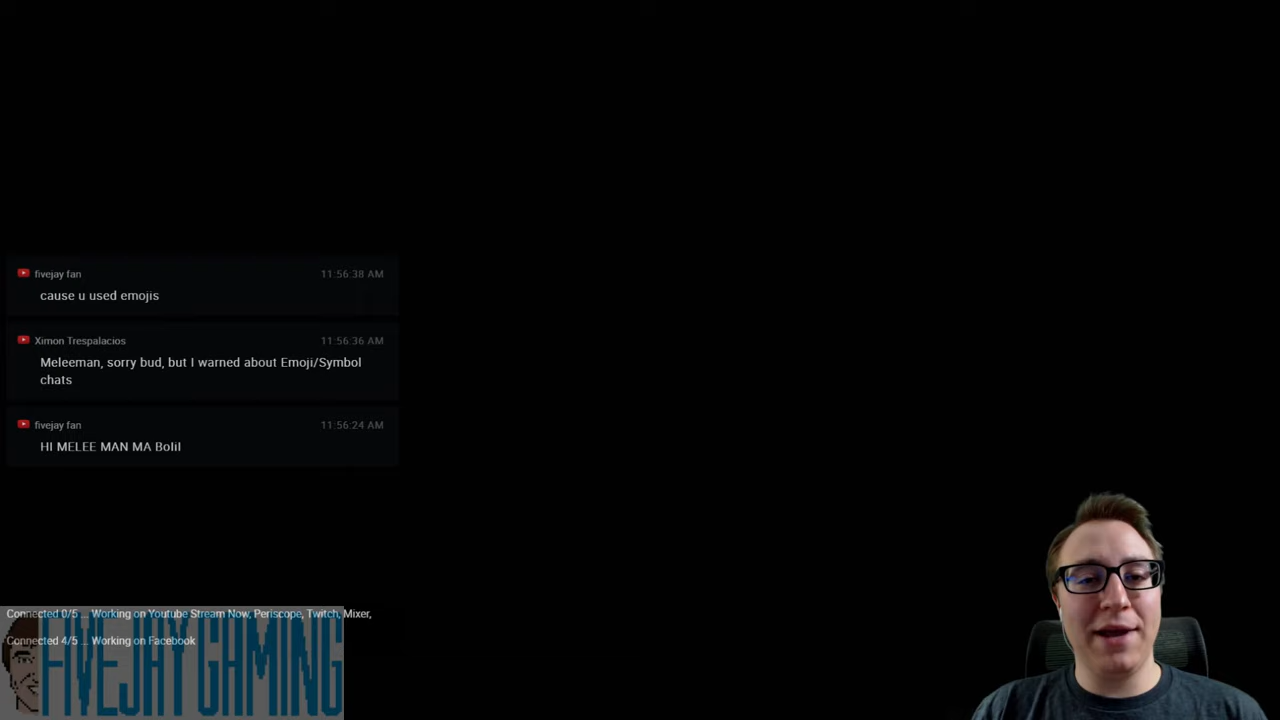 fivejay fan 11:56:38 AM
cause u used emojis
Ximon Trespalacios 11:56:36 AM
Meleeman, sorry bud, but I warned about Emoji/Symbol
chats
fivejay fan 11:56:24 AM
HI MELEE MAN MA Bolil
Connected 0/5 ... Working on Youtube Stream Now, Periscope, Twitch, Mixer,
Connected 4/5 ... Working on Facebook
FIVEJAY GAMING